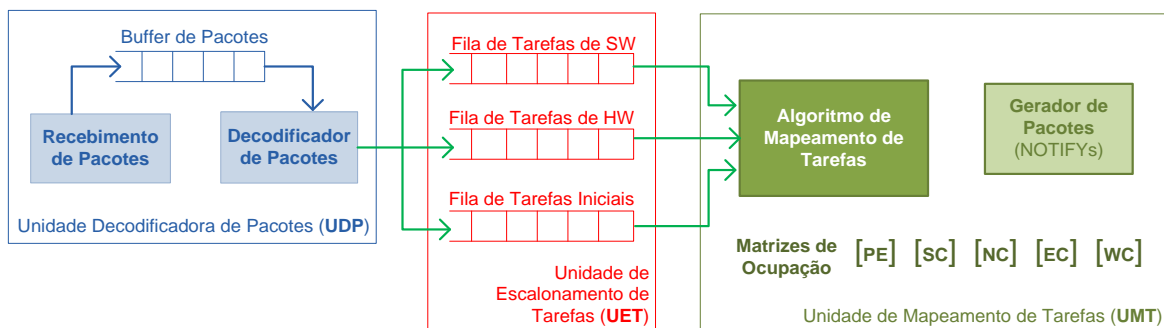 Buffer de Pacotes
Recebimento
de Pacotes
Decodificador
de Pacotes
Unidade Decodificadora de Pacotes (UDP)
Fila de Tarefas de SW
Fila de Tarefas de HW
Fila de Tarefas Iniciais
Unidade de
Escalonamento de
Tarefas (UET)
Algoritmo de
Mapeamento de
Tarefas
Gerador de
Pacotes
(NOTIFYs)
Matrizes de
Ocupação
[PE] [SC] [NC] [EC] [WC]
Unidade de Mapeamento de Tarefas (UMT)